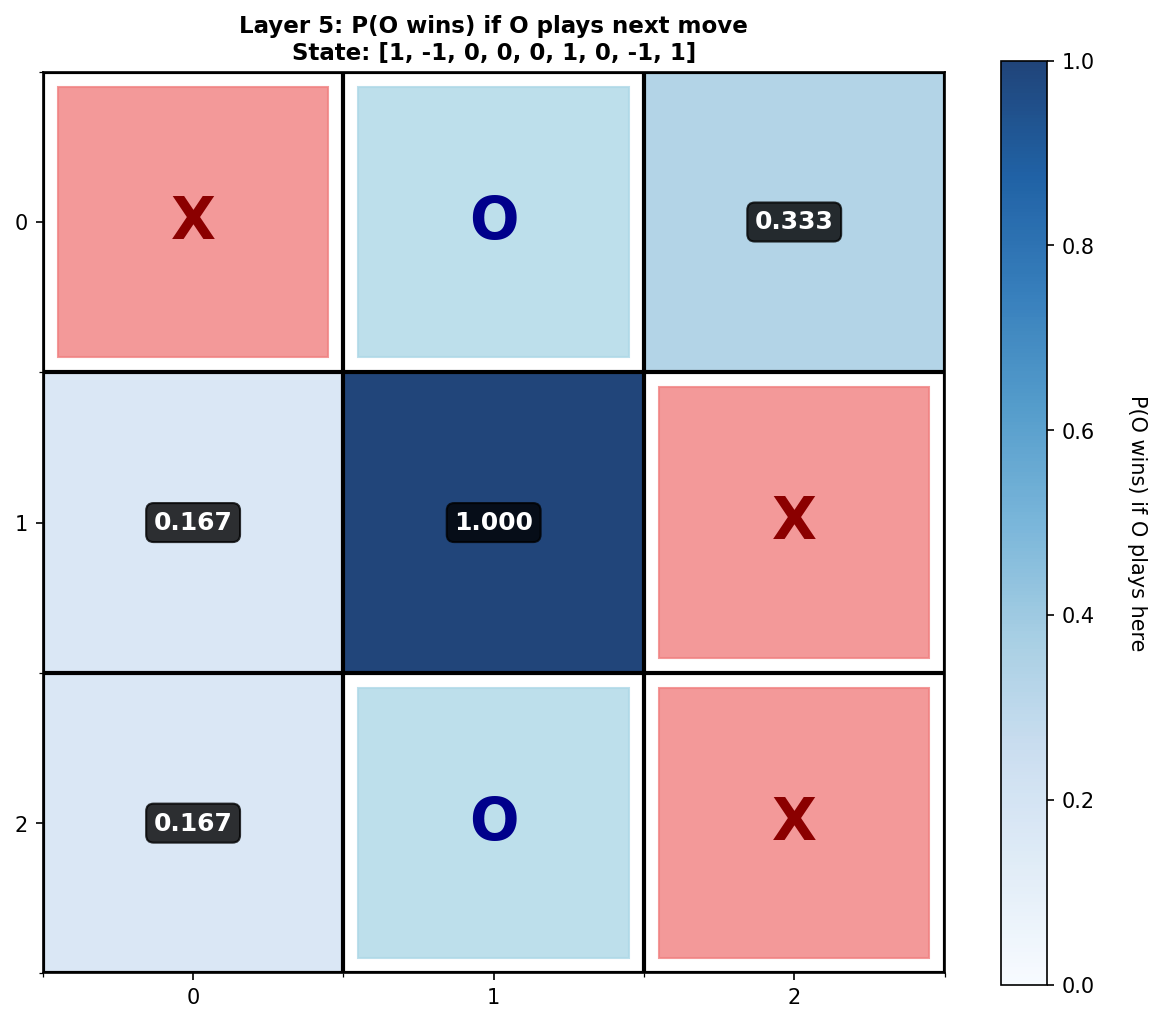 Layer 5: P(O wins) if O plays next move
State: [1, -1, 0, 0, 0, 1, 0, -1, 1]
0
X
O
0.333
1
0.167
1.000
X
2
0.167
O
X
0
1
2
1.0
0.8
0.6
0.4
0.2
0.0
P(O wins) if O plays here